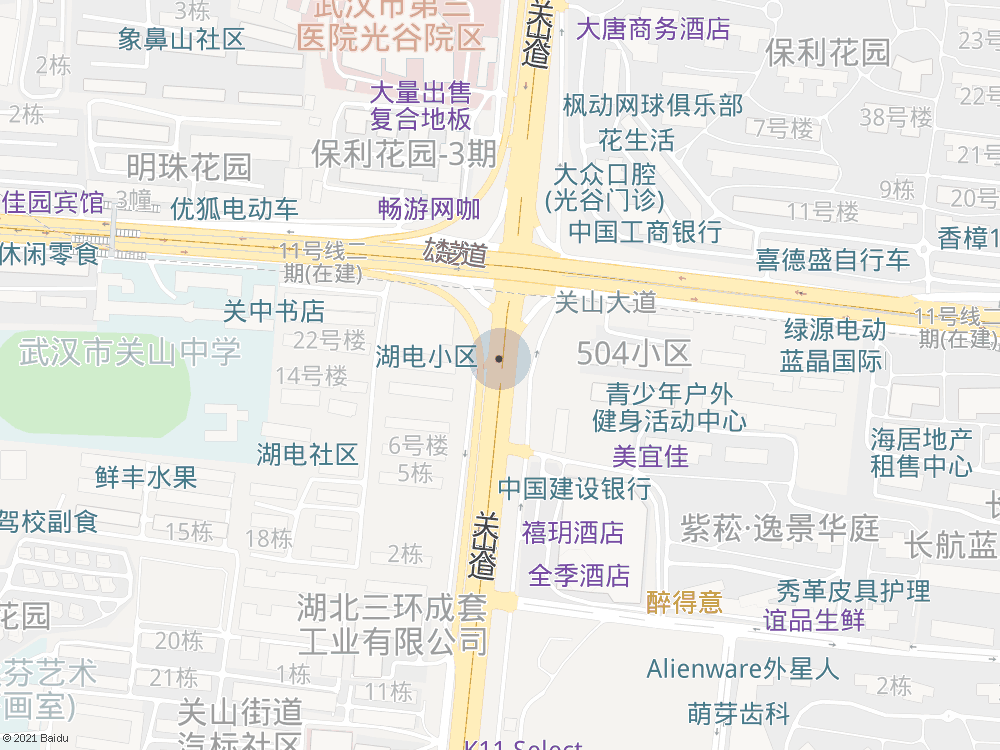 3栋
武汉市第三
医院光谷院区
关山大道
大唐商务酒店
象鼻山社区
保利花园
23号
2栋
大量出售
复合地板
22号
枫动网球俱乐部
2栋
7号楼
38号楼
花生活
明珠花园
保利花园-3期
21号
大众口腔
(光谷门诊)
9栋
20号
佳园宾馆
3幢
优狐电动车
畅游网咖
11号楼
中国工商银行
香樟1
休闲零食
11号线二
期(在建)
雄楚大道
喜德盛自行车
关山大道
关中书店
11号线二
期(在建)
绿源电动
蓝晶国际
武汉市关山中学
22号楼
湖电小区
504小区
14号楼
青少年户外
健身活动中心
海居地产
租售中心
湖电社区
6号楼
5栋
美宜佳
鲜丰水果
中国建设银行
长
驾校副食
15栋
18栋
关山大道
禧玥酒店
紫菘·逸景华庭
长航蓝
2栋
全季酒店
花园
湖北三环成套
工业有限公司
醉得意
秀革皮具护理
谊品生鲜
20栋
芬艺术
画室)
21栋
1栋
11栋
Alienware外星人
2栋
关山街道
汽标社区
萌芽齿科
K11 Select
© 2021 Baidu